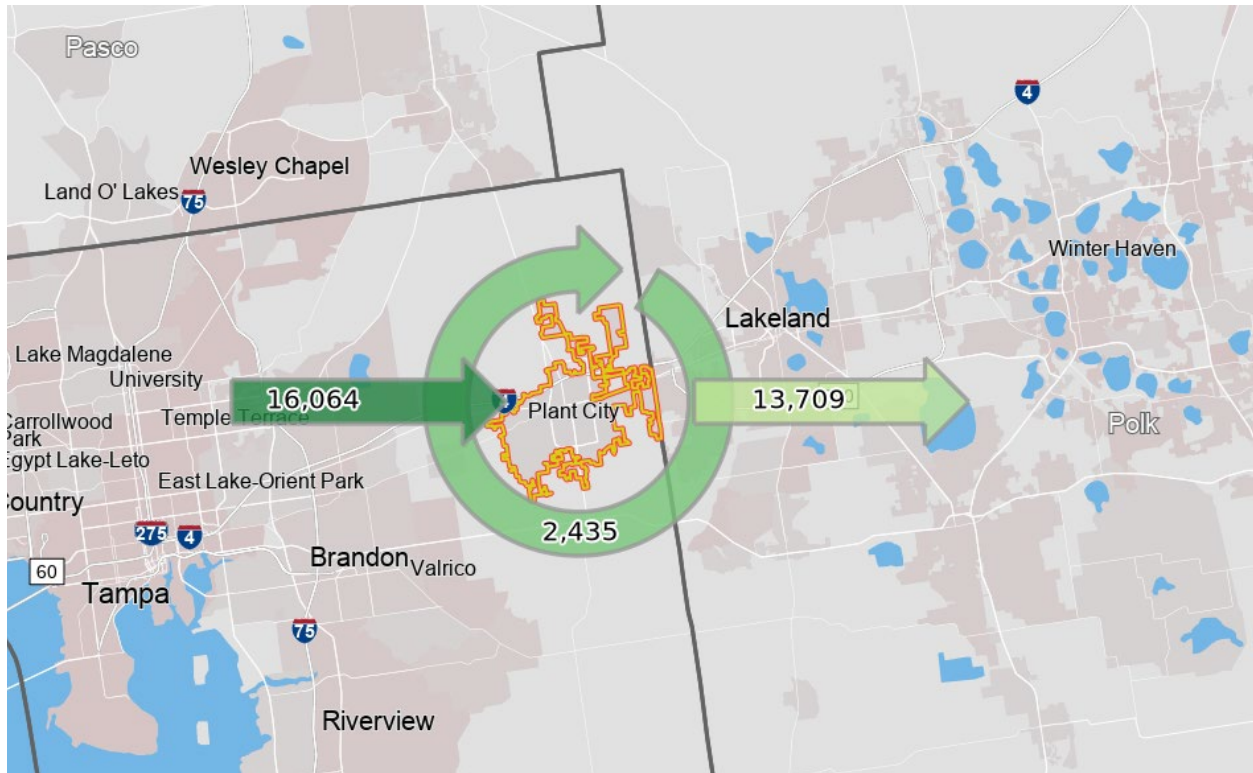 Pasco
4
Wesley Chapel
Land O' Lakes
75
Winter Haven
Lakeland
Lake Magdalene
University
16,064
Plant City
13,709
Carrollwood
Park
Temple Terrace
Polk
Egypt Lake-Leto
East Lake-Orient Park
Country
275
4
2,435
Brandon
Valrico
60
Tampa
75
Riverview